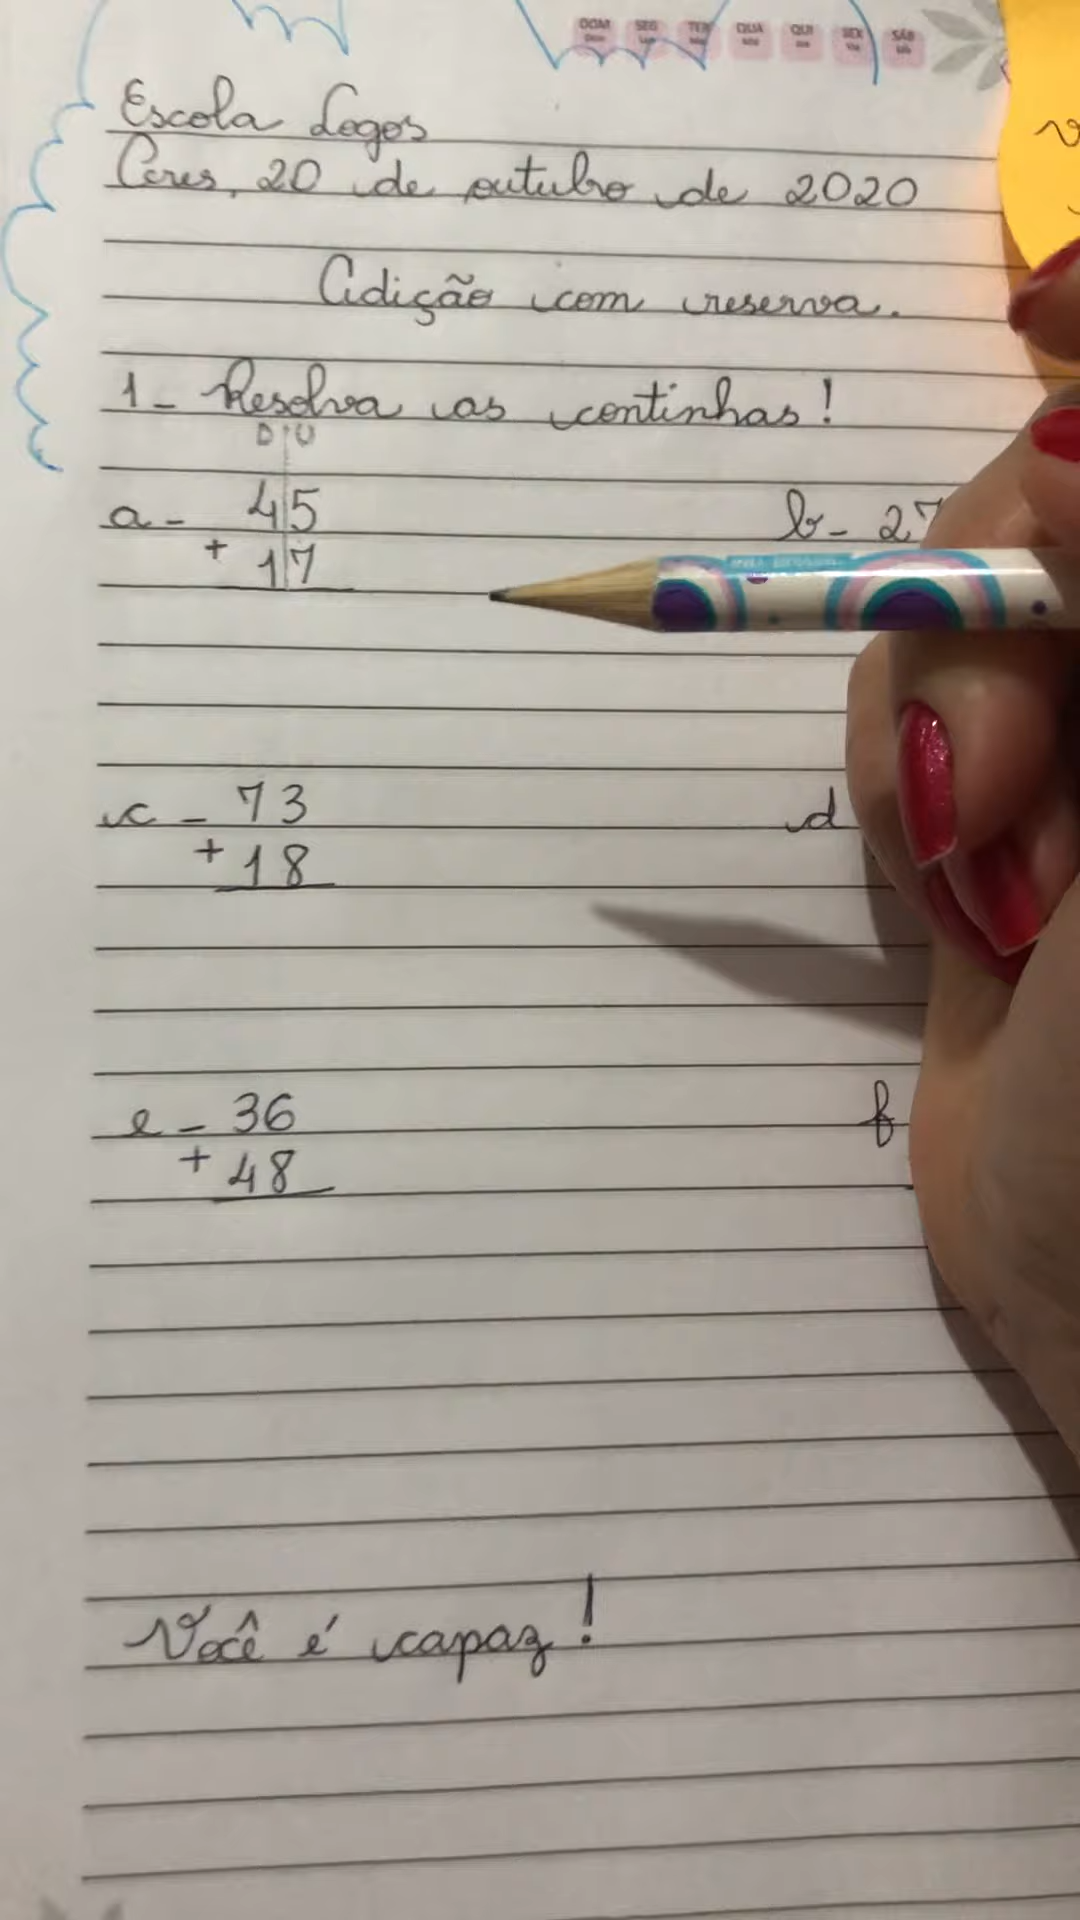 DOM SEG TER QUA QUI SEX SÁB
Escola Logos
Ceres, 20 de outubro de 2020
Adição com reserva.
1- Resolva as continhas!
D U
a- 45 b- 27
+ 17
c- 73 d
+ 18
e- 36 f
+ 48
Você é capaz!